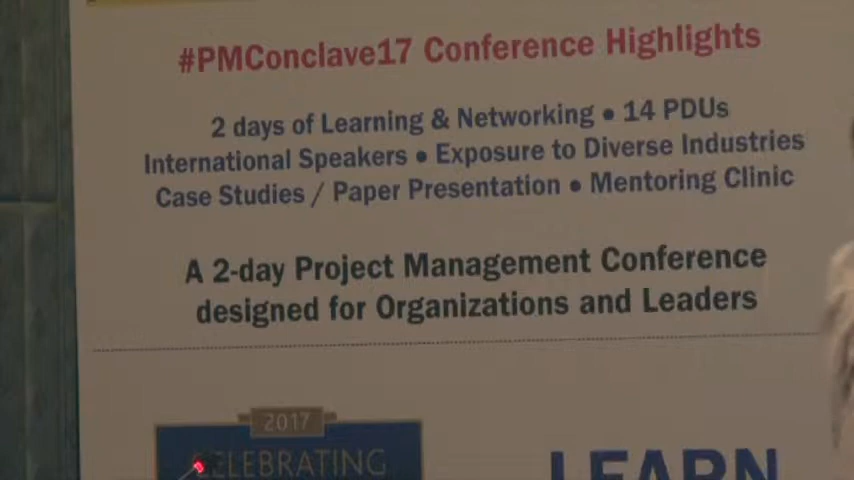 #PMConclave17 Conference Highlights
2 days of Learning & Networking • 14 PDUs
International Speakers • Exposure to Diverse Industries
Case Studies / Paper Presentation • Mentoring Clinic
A 2-day Project Management Conference
designed for Organizations and Leaders
2017
CELEBRATING
LEARN